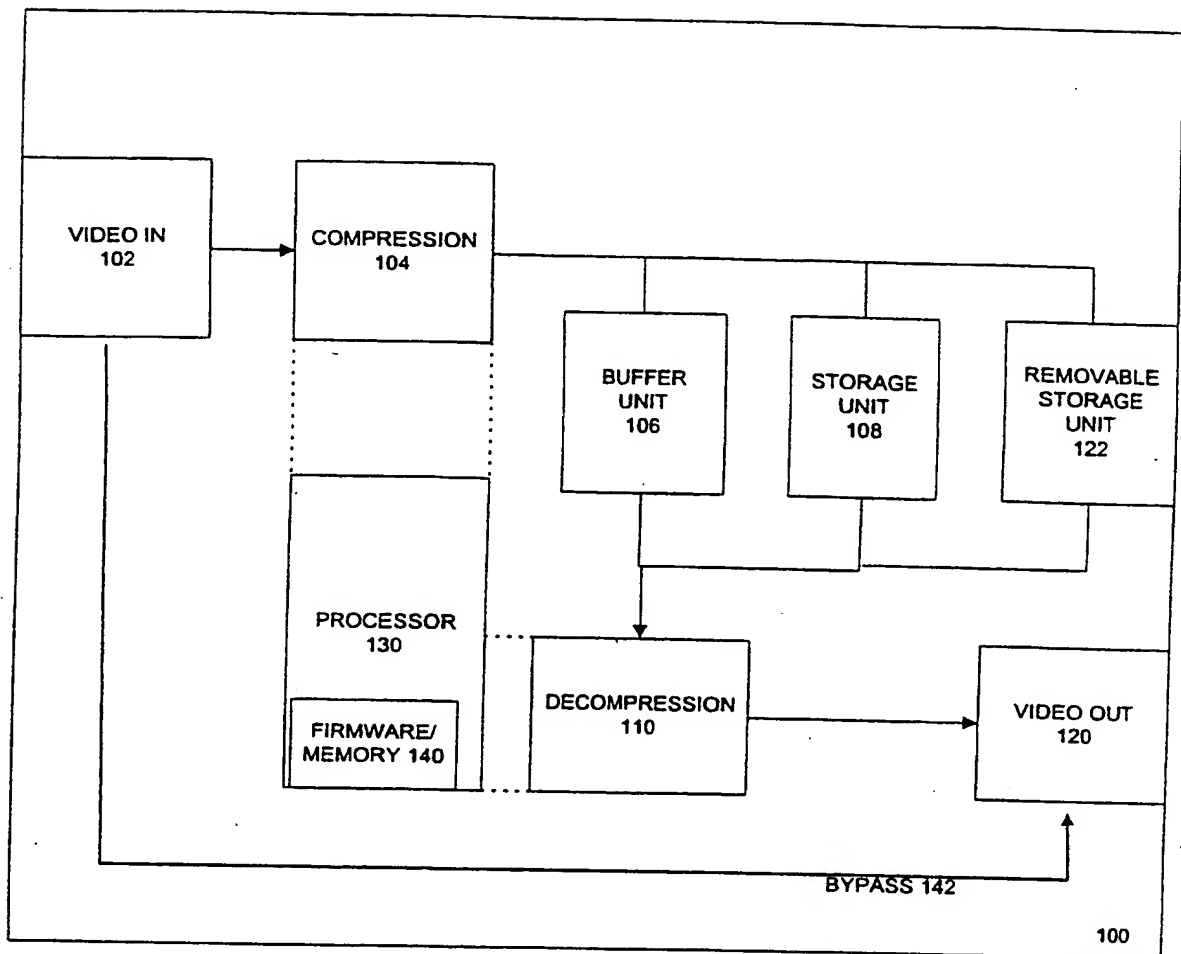 VIDEO IN
102
COMPRESSION
104
BUFFER
UNIT
106
STORAGE
UNIT
108
REMOVABLE
STORAGE
UNIT
122
PROCESSOR
130
FIRMWARE/
MEMORY 140
DECOMPRESSION
110
VIDEO OUT
120
BYPASS 142
100